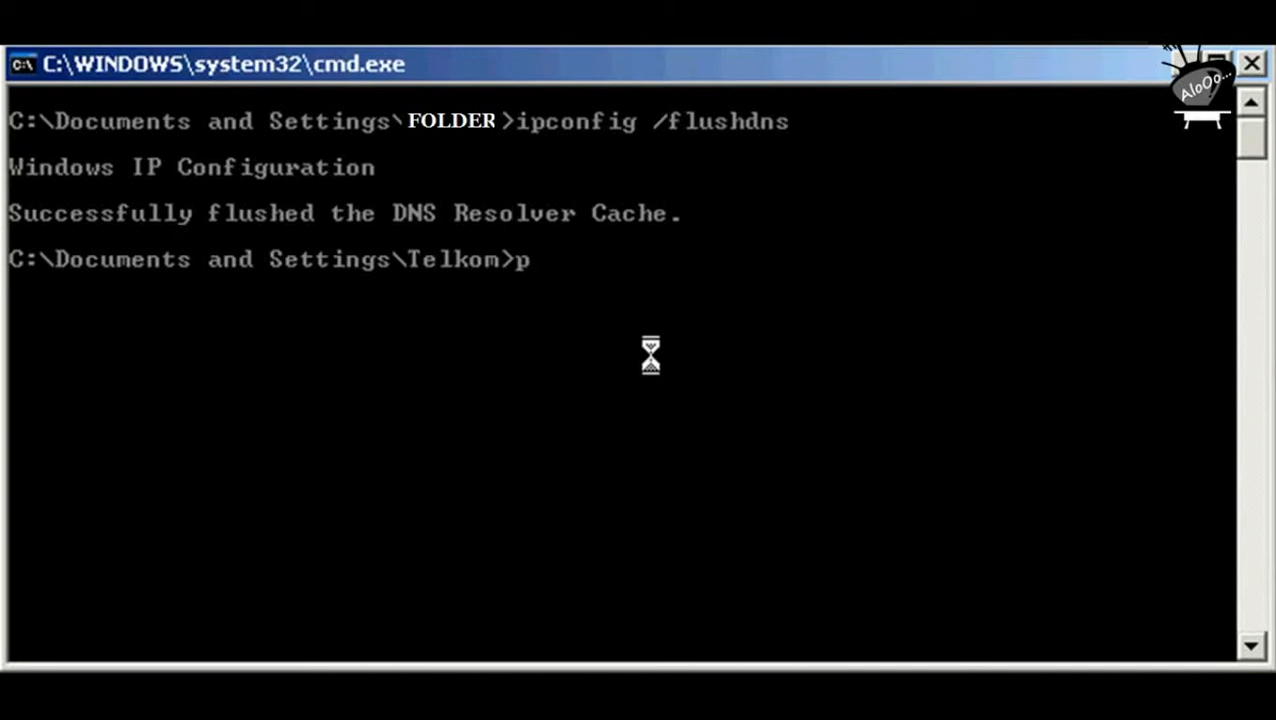 C:\WINDOWS\system32\cmd.exe
AloOo...
C:\Documents and Settings\FOLDER >ipconfig /flushdns
Windows IP Configuration
Successfully flushed the DNS Resolver Cache.
C:\Documents and Settings\Telkom>p